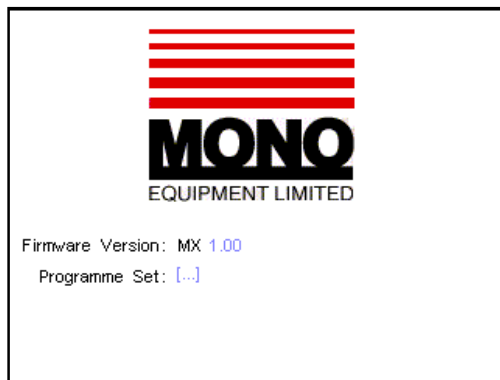 MONO
EQUIPMENT LIMITED
Firmware Version: MX 1.00
Programme Set: [...]